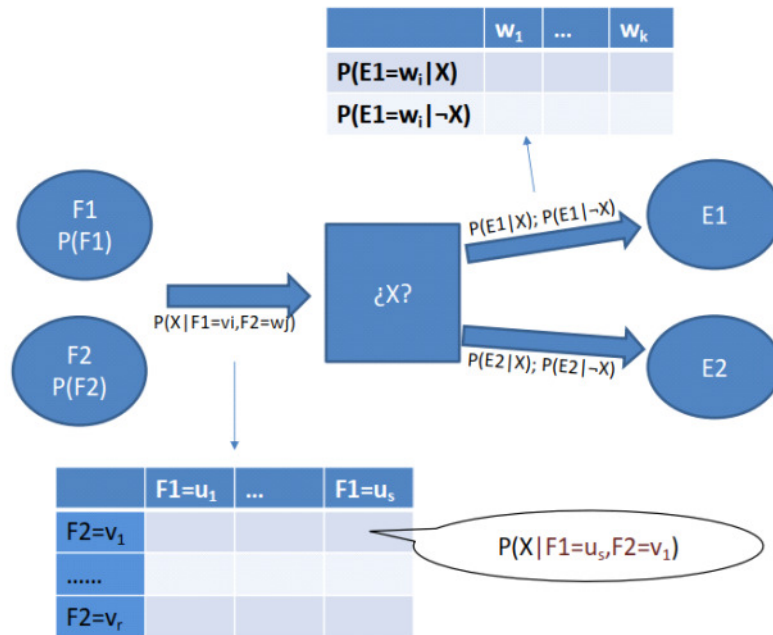 w₁ ... wₖ
P(E1=wᵢ|X)
P(E1=wᵢ|¬X)
F1
P(F1)
P(X|F1=vi,F2=wj)
F2
P(F2)
¿X?
P(E1|X); P(E1|¬X)
E1
P(E2|X); P(E2|¬X)
E2
F1=u₁ ... F1=uₛ
F2=v₁
......
F2=vᵣ
P(X|F1=uₛ,F2=v₁)